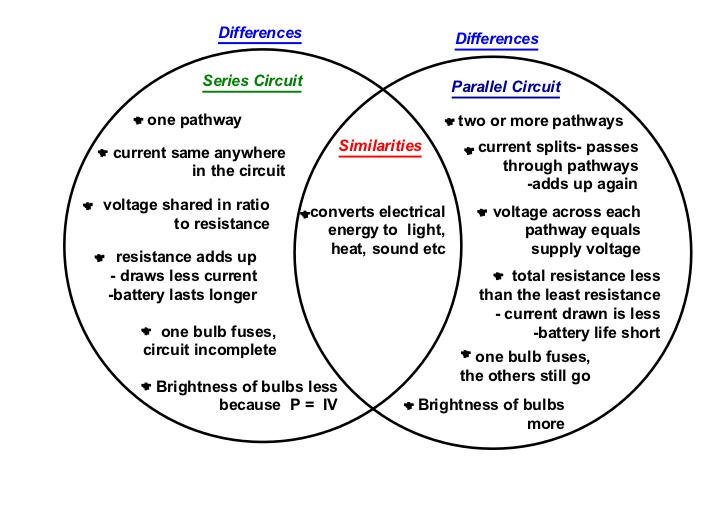 Differences
Series Circuit
one pathway
current same anywhere
in the circuit
voltage shared in ratio
to resistance
resistance adds up
- draws less current
-battery lasts longer
one bulb fuses,
circuit incomplete
Brightness of bulbs less
because P = IV
Similarities
converts electrical
energy to light,
heat, sound etc
Differences
Parallel Circuit
two or more pathways
current splits- passes
through pathways
-adds up again
voltage across each
pathway equals
supply voltage
total resistance less
than the least resistance
- current drawn is less
-battery life short
one bulb fuses,
the others still go
Brightness of bulbs
more